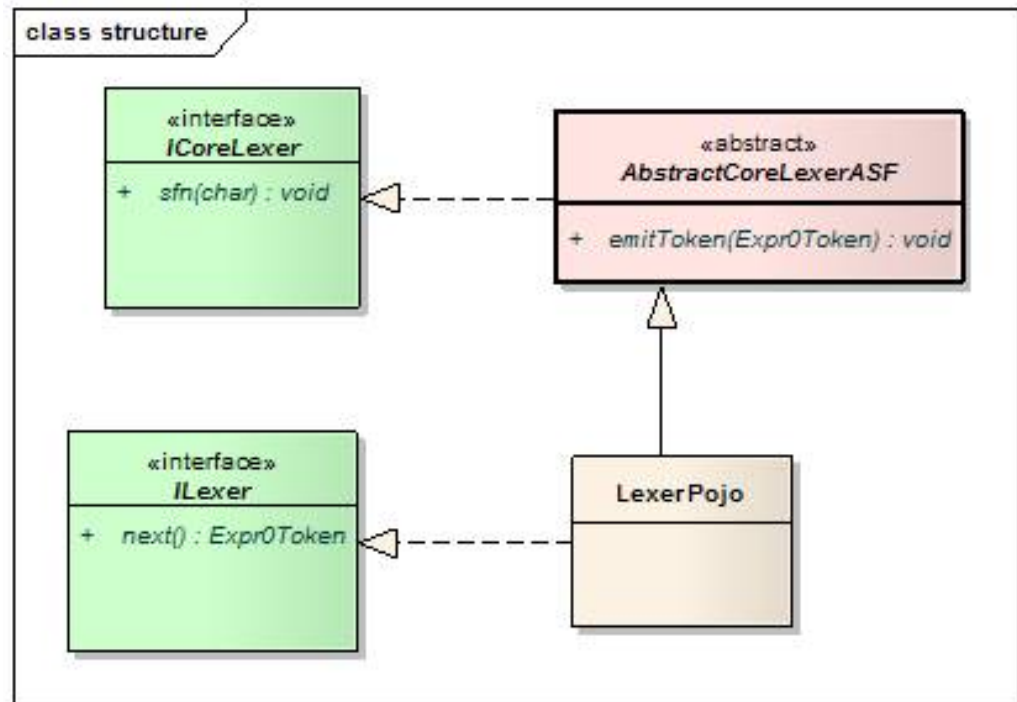 class structure
«interface»
ICoreLexer
+ sfn(char) : void
«abstract»
AbstractCoreLexerASF
+ emitToken(Expr0Token) : void
«interface»
ILexer
+ next() : Expr0Token
LexerPojo